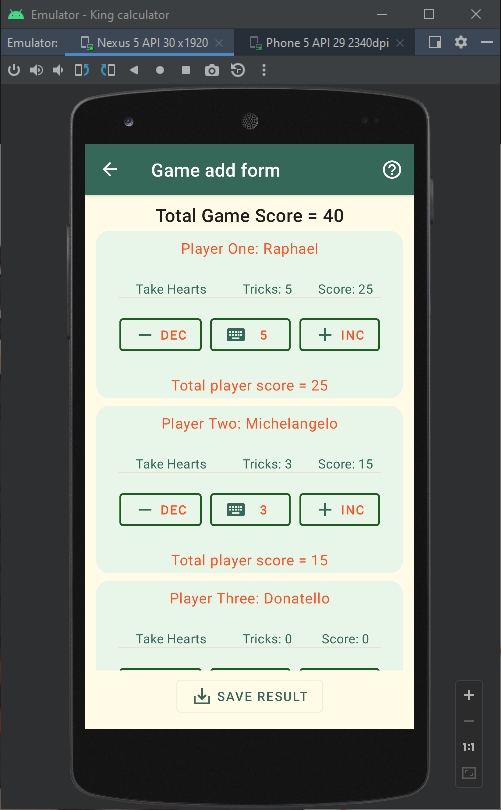 Emulator - King calculator
Emulator: Nexus 5 API 30 x1920 Phone 5 API 29 2340dpi
Game add form
Total Game Score = 40
Player One: Raphael
Take Hearts Tricks: 5 Score: 25
DEC 5 INC
Total player score = 25
Player Two: Michelangelo
Take Hearts Tricks: 3 Score: 15
DEC 3 INC
Total player score = 15
Player Three: Donatello
Take Hearts Tricks: 0 Score: 0
SAVE RESULT
1:1